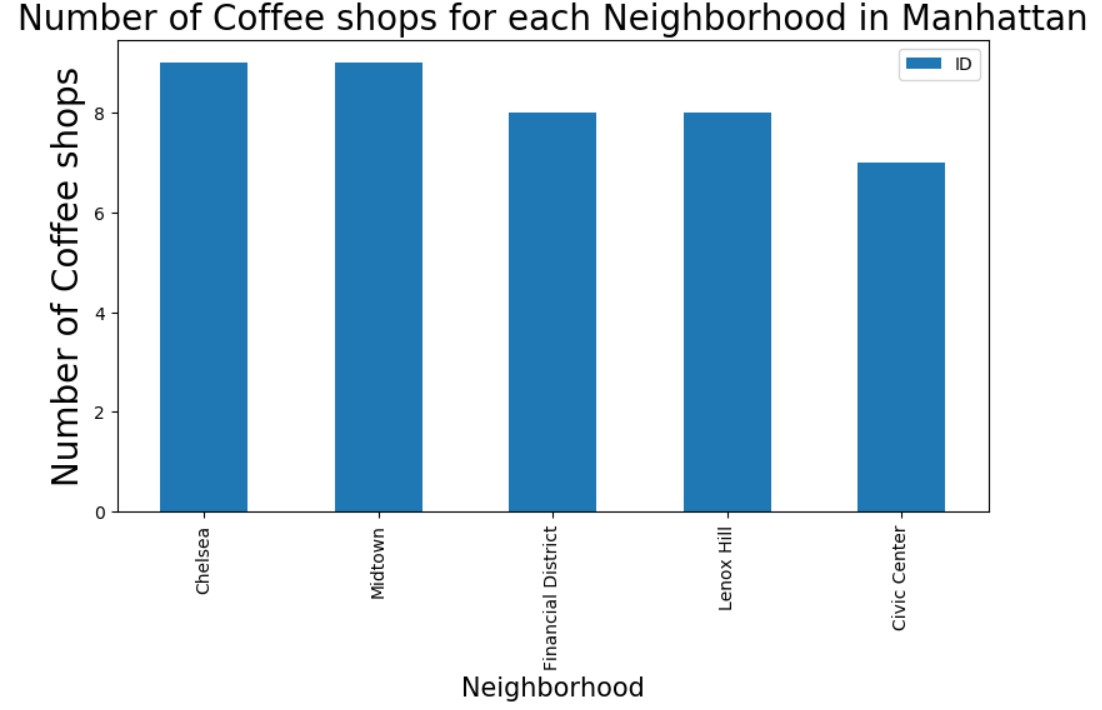 Number of Coffee shops for each Neighborhood in Manhattan
ID
Number of Coffee shops
8
6
4
2
0
Chelsea
Midtown
Financial District
Lenox Hill
Civic Center
Neighborhood